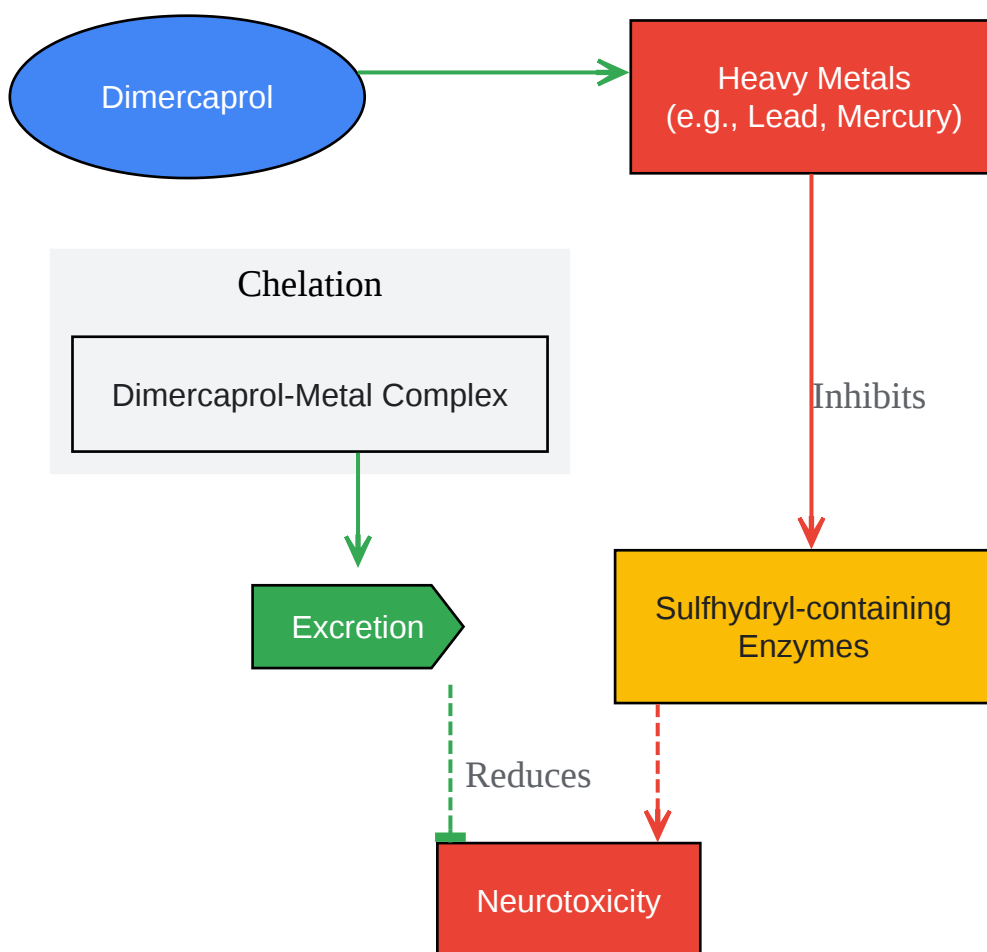 Dimercaprol
Heavy Metals
(e.g., Lead, Mercury)
Chelation
Dimercaprol-Metal Complex
Inhibits
Excretion
Sulfhydryl-containing
Enzymes
Reduces
Neurotoxicity